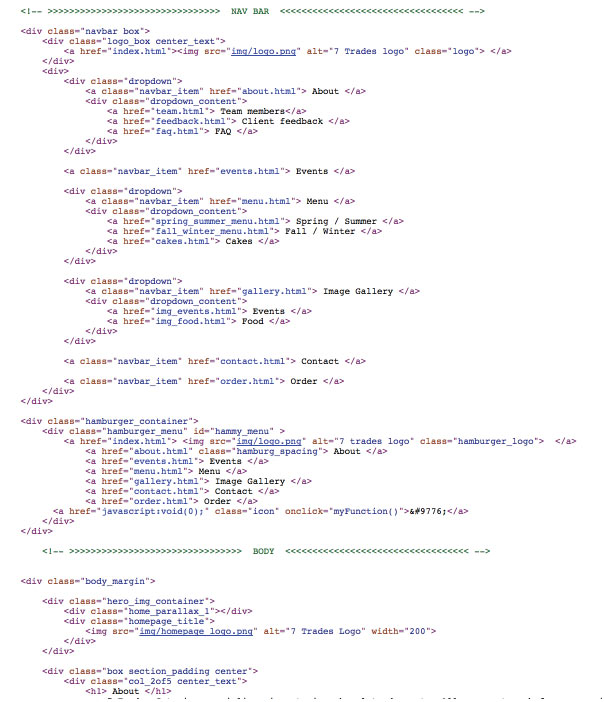 <!-- >>>>>>>>>>>>>>>>>>>>>>>>>>>>>>>> NAV BAR <<<<<<<<<<<<<<<<<<<<<<<<<<<<<<<<<<< -->
<div class="navbar box">
<div class="logo_box center_text">
<a href="index.html"><img src="img/logo.png" alt="7 Trades logo" class="logo"> </a>
</div>
<div>
<div class="dropdown">
<a class="navbar_item" href="about.html"> About </a>
<div class="dropdown_content">
<a href="team.html"> Team members</a>
<a href="feedback.html"> Client feedback </a>
<a href="faq.html"> FAQ </a>
</div>
</div>
<a class="navbar_item" href="events.html"> Events </a>
<div class="dropdown">
<a class="navbar_item" href="menu.html"> Menu </a>
<div class="dropdown_content">
<a href="spring_summer_menu.html"> Spring / Summer </a>
<a href="fall_winter_menu.html"> Fall / Winter </a>
<a href="cakes.html"> Cakes </a>
</div>
</div>
<div class="dropdown">
<a class="navbar_item" href="gallery.html"> Image Gallery </a>
<div class="dropdown_content">
<a href="img_events.html"> Events </a>
<a href="img_food.html"> Food </a>
</div>
</div>
<a class="navbar_item" href="contact.html"> Contact </a>
<a class="navbar_item" href="order.html"> Order </a>
</div>
</div>
<div class="hamburger_container">
<div class="hamburger_menu" id="hammy_menu" >
<a href="index.html"> <img src="img/logo.png" alt="7 trades logo" class="hamburger_logo"> </a>
<a href="about.html" class="hamburg_spacing"> About </a>
<a href="events.html"> Events </a>
<a href="menu.html"> Menu </a>
<a href="gallery.html"> Image Gallery </a>
<a href="contact.html"> Contact </a>
<a href="order.html"> Order </a>
<a href="javascript:void(0);" class="icon" onclick="myFunction()">&#9776;</a>
</div>
</div>
<!-- >>>>>>>>>>>>>>>>>>>>>>>>>>>>>>>> BODY <<<<<<<<<<<<<<<<<<<<<<<<<<<<<<<<<<< -->
<div class="body_margin">
<div class="hero_img_container">
<div class="home_parallax_1"></div>
<div class="homepage_title">
<img src="img/homepage_logo.png" alt="7 Trades Logo" width="200">
</div>
</div>
<div class="box section_padding center">
<div class="col_2of5 center_text">
<h1> About </h1>